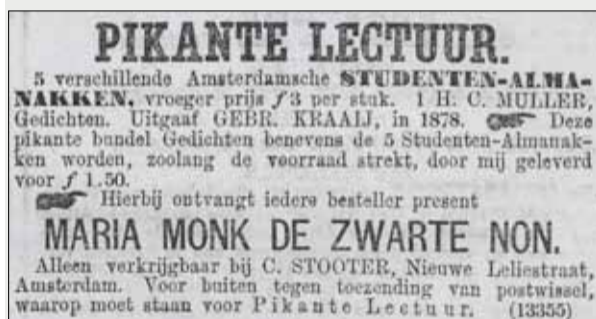 PIKANTE LECTUUR.
5 verschillende Amsterdamsche STUDENTEN-ALMA-
NAKKEN, vroeger prijs f 3 per stuk. 1 H. C. MULLER,
Gedichten. Uitgaaf GEBR. KRAAIJ, in 1878. Deze
pikante bundel Gedichten benevens de 5 Studenten-Almanak-
ken worden, zoolang de voorraad strekt, door mij geleverd
voor f 1.50.
Hierbij ontvangt iedere besteller present
MARIA MONK DE ZWARTE NON.
Alleen verkrijgbaar bij C. STOOTER, Nieuwe Leliestraat,
Amsterdam. Voor buiten tegen toezending van postwissel,
waarop moet staan voor Pikante Lectuur. (13355)